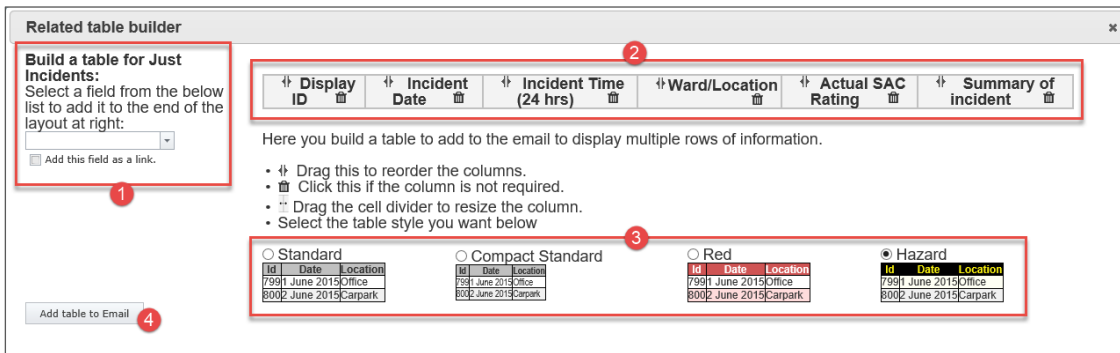 Related table builder
Build a table for Just
Incidents:
Select a field from the below
list to add it to the end of the
layout at right:
Add this field as a link.
1
2
Display
ID
Incident
Date
Incident Time
(24 hrs)
Ward/Location
Actual SAC
Rating
Summary of
incident
Here you build a table to add to the email to display multiple rows of information.
• Drag this to reorder the columns.
• Click this if the column is not required.
• Drag the cell divider to resize the column.
• Select the table style you want below
3
Standard
Id Date Location
799 1 June 2015 Office
800 2 June 2015 Carpark
Compact Standard
Id Date Location
799 1 June 2015 Office
800 2 June 2015 Carpark
Red
Id Date Location
799 1 June 2015 Office
800 2 June 2015 Carpark
Hazard
Id Date Location
799 1 June 2015 Office
800 2 June 2015 Carpark
Add table to Email
4